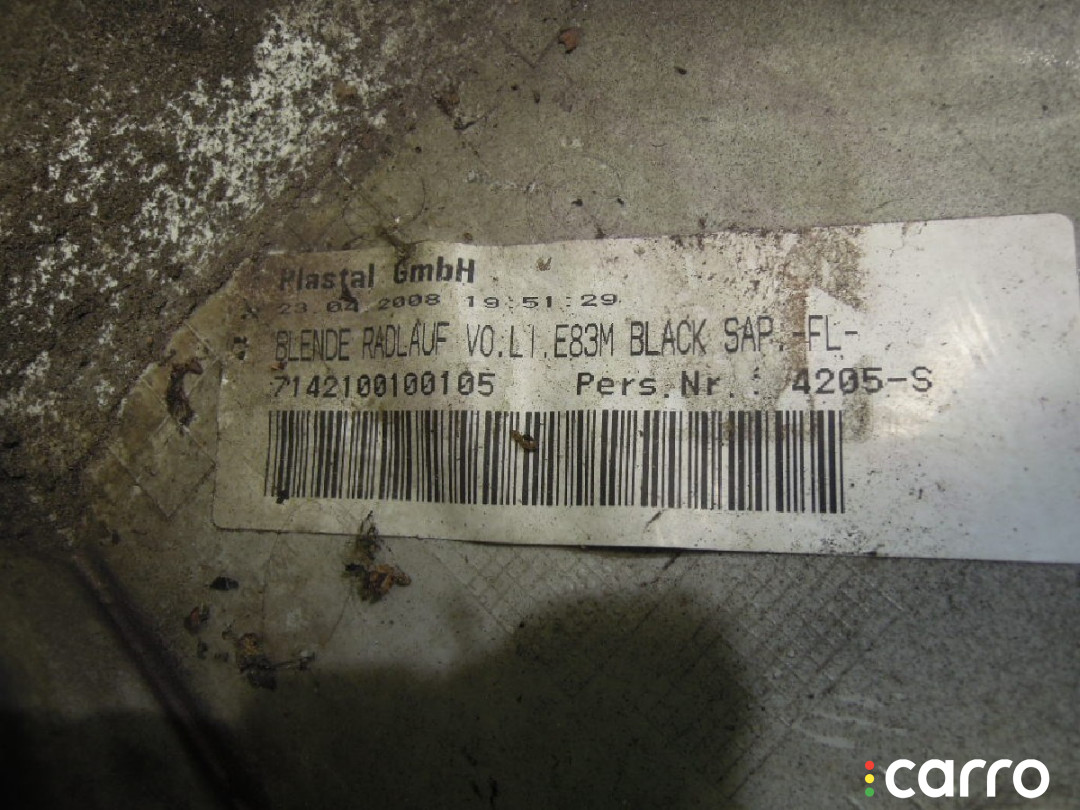 Plastal GmbH
23.04.2008 19:51:29
BLENDE RADLAUF VO.LI.E83M BLACK SAP.-FL-
7142100100105 Pers.Nr.: 4205-S
carro